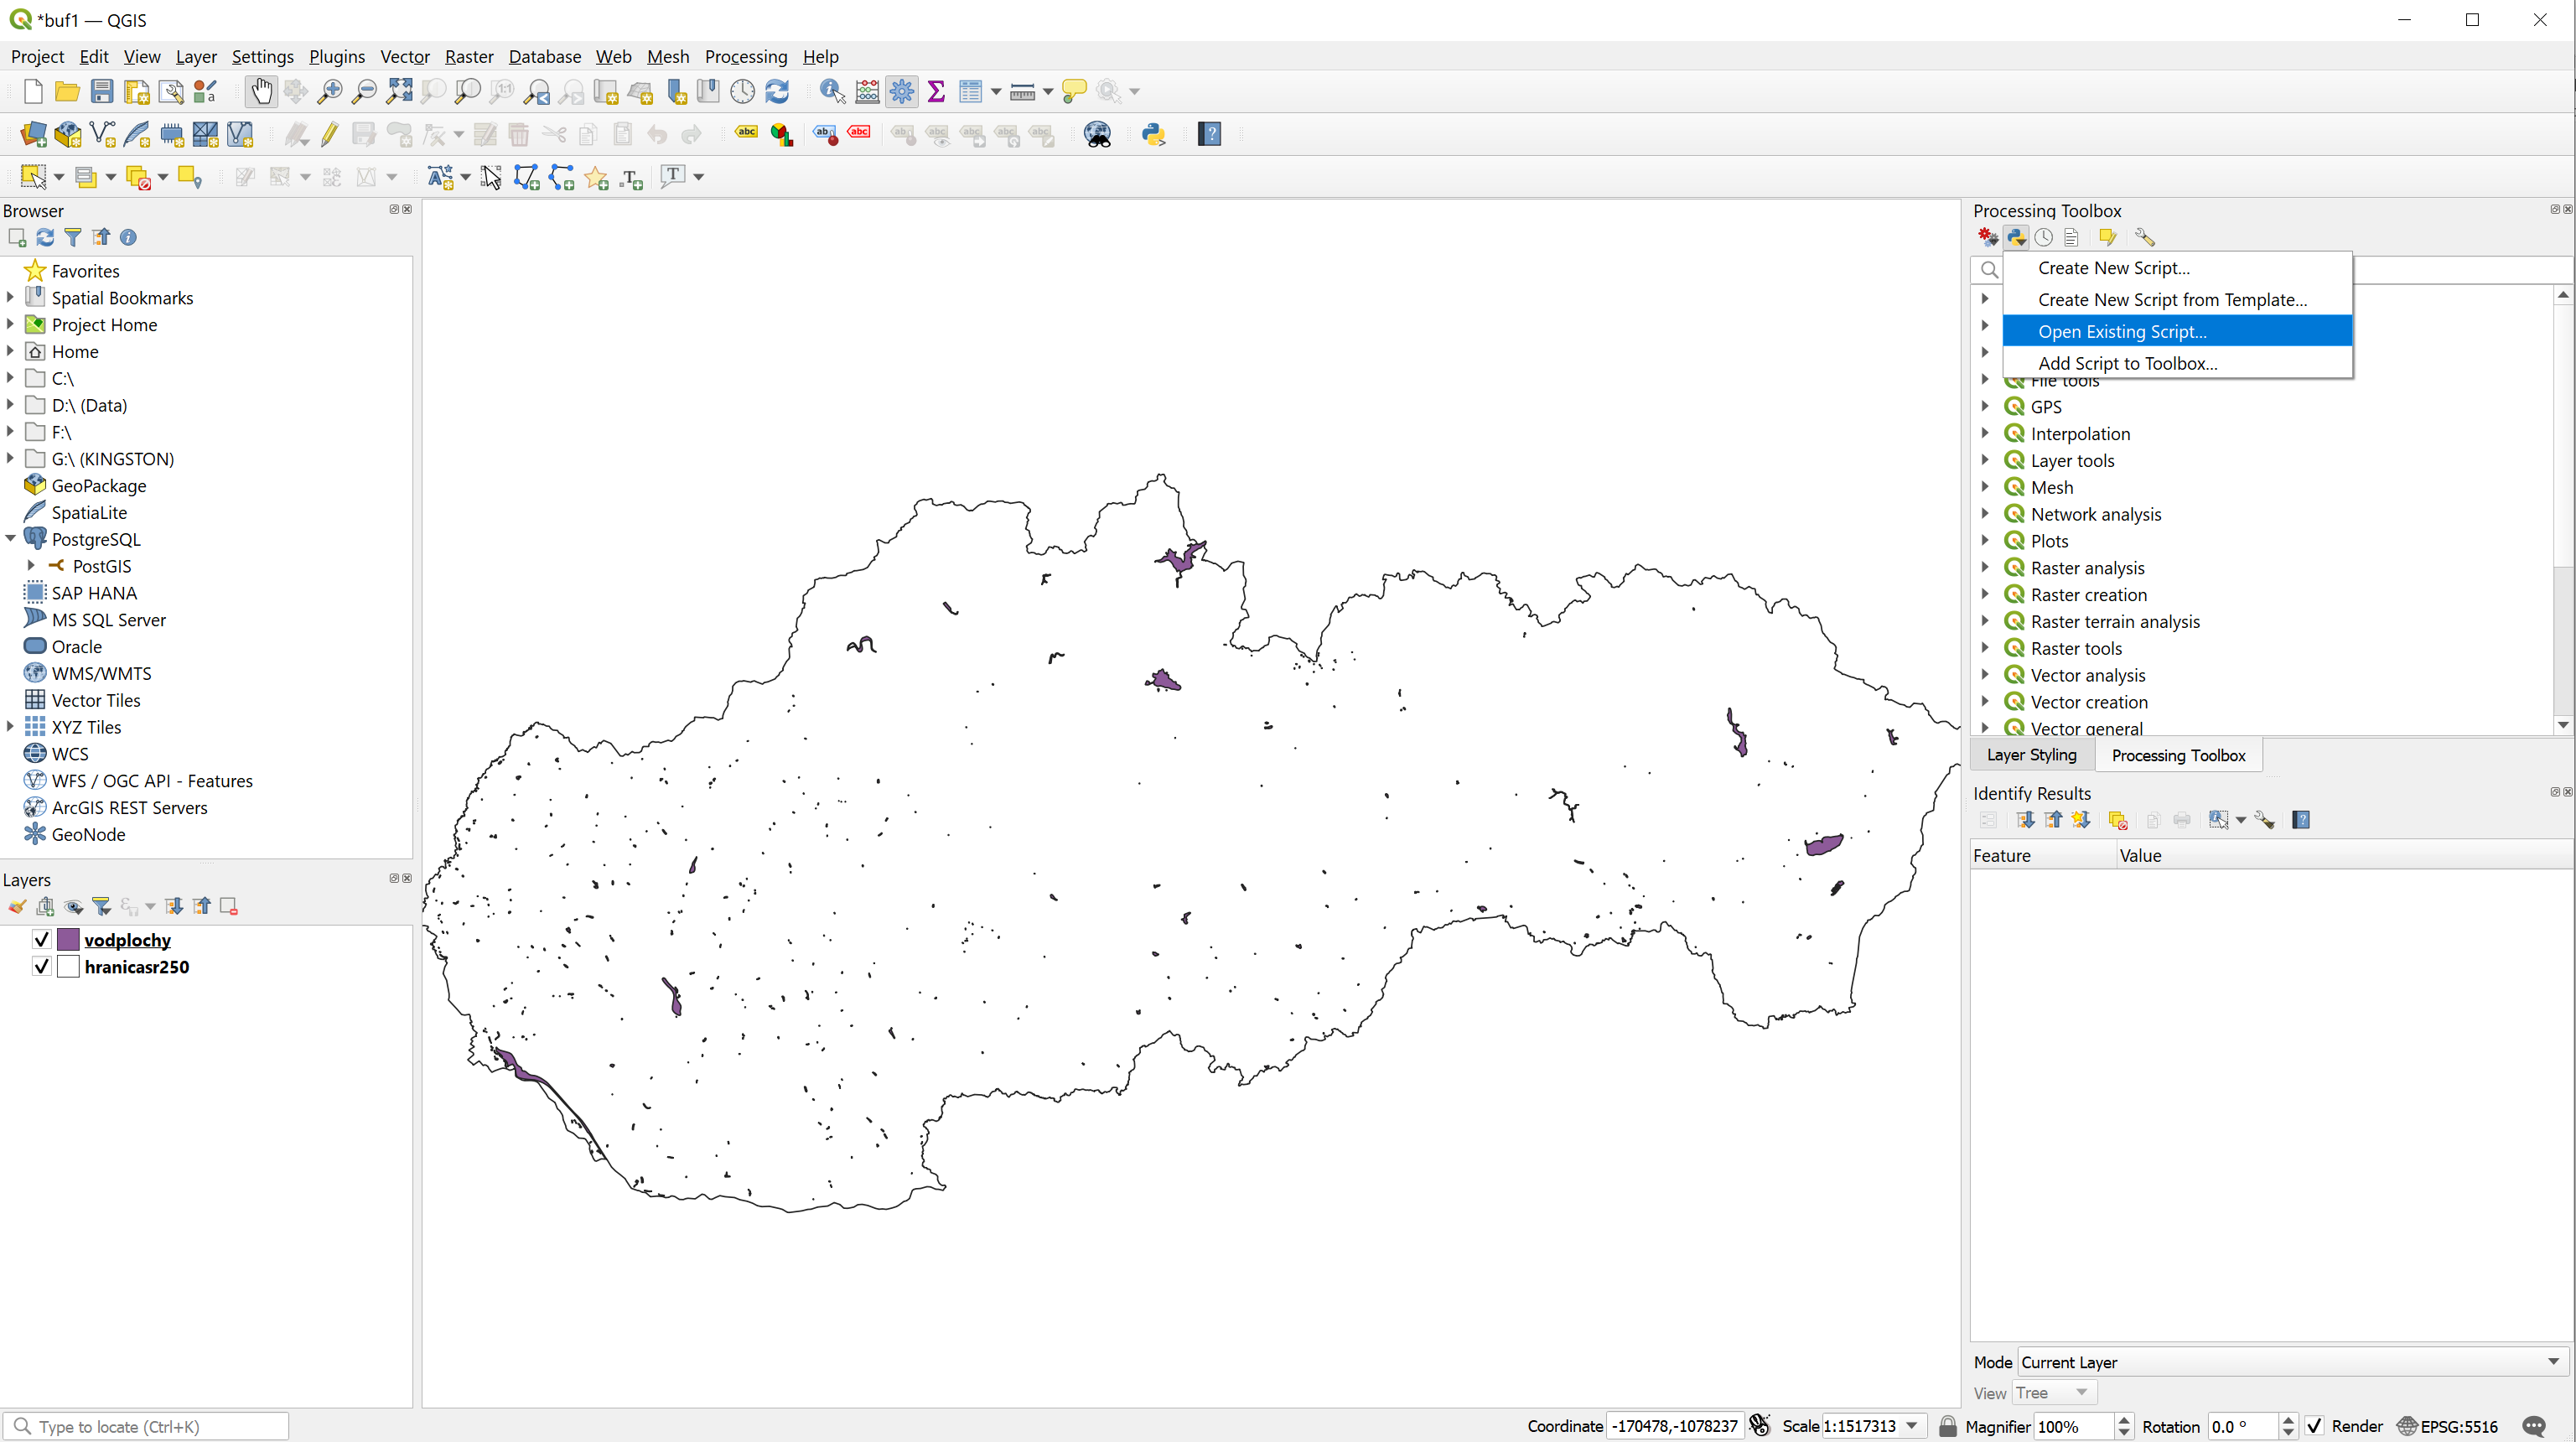 *buf1 — QGIS
Project Edit View Layer Settings Plugins Vector Raster Database Web Mesh Processing Help
Browser
Favorites
Spatial Bookmarks
Project Home
Home
C:\
D:\ (Data)
F:\
G:\ (KINGSTON)
GeoPackage
SpatiaLite
PostgreSQL
PostGIS
SAP HANA
MS SQL Server
Oracle
WMS/WMTS
Vector Tiles
XYZ Tiles
WCS
WFS / OGC API - Features
ArcGIS REST Servers
GeoNode
Layers
vodplochy
hranicasr250
Processing Toolbox
Create New Script...
Create New Script from Template...
Open Existing Script...
Add Script to Toolbox...
File tools
GPS
Interpolation
Layer tools
Mesh
Network analysis
Plots
Raster analysis
Raster creation
Raster terrain analysis
Raster tools
Vector analysis
Vector creation
Vector general
Layer Styling Processing Toolbox
Identify Results
Feature Value
Mode Current Layer
View Tree
Type to locate (Ctrl+K) Coordinate -170478,-1078237 Scale 1:1517313 Magnifier 100% Rotation 0.0 ° Render EPSG:5516